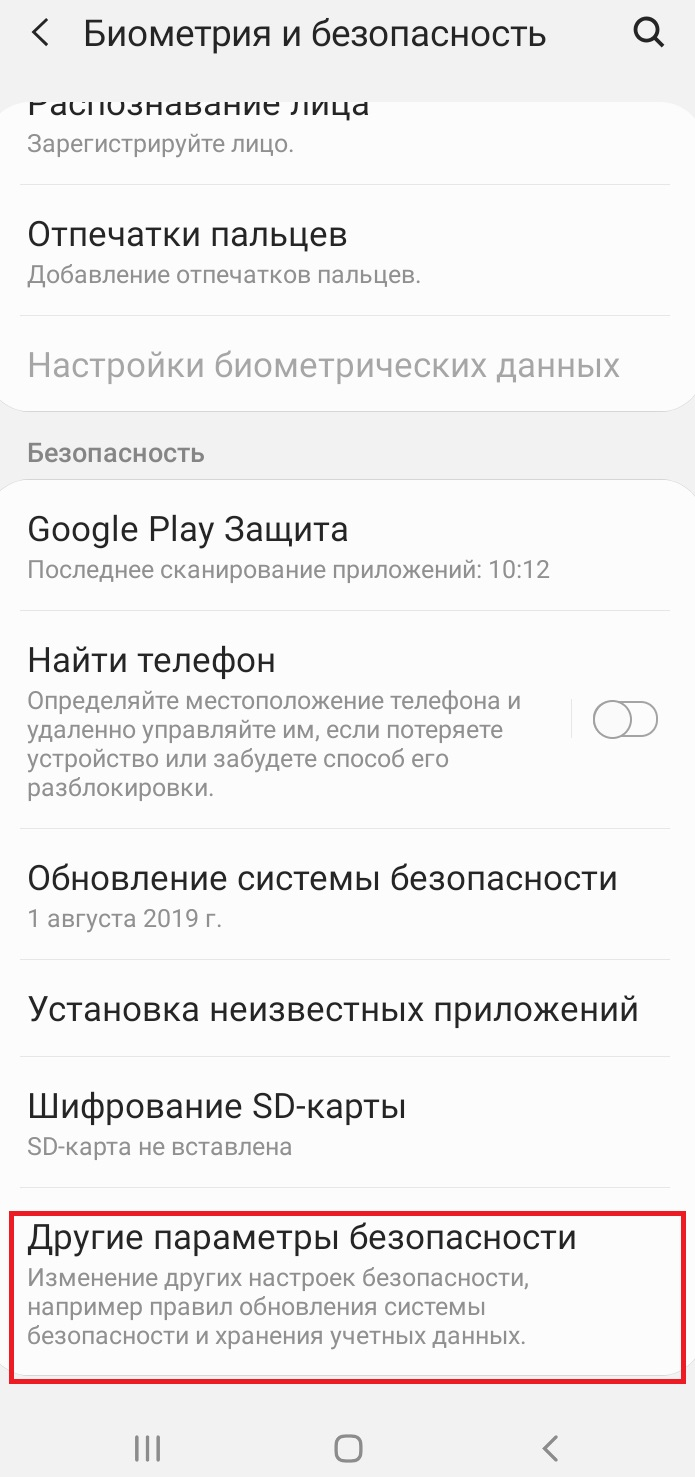 Биометрия и безопасность
Распознавание лица
Зарегистрируйте лицо.
Отпечатки пальцев
Добавление отпечатков пальцев.
Настройки биометрических данных
Безопасность
Google Play Защита
Последнее сканирование приложений: 10:12
Найти телефон
Определяйте местоположение телефона и
удаленно управляйте им, если потеряете
устройство или забудете способ его
разблокировки.
Обновление системы безопасности
1 августа 2019 г.
Установка неизвестных приложений
Шифрование SD-карты
SD-карта не вставлена
Другие параметры безопасности
Изменение других настроек безопасности,
например правил обновления системы
безопасности и хранения учетных данных.